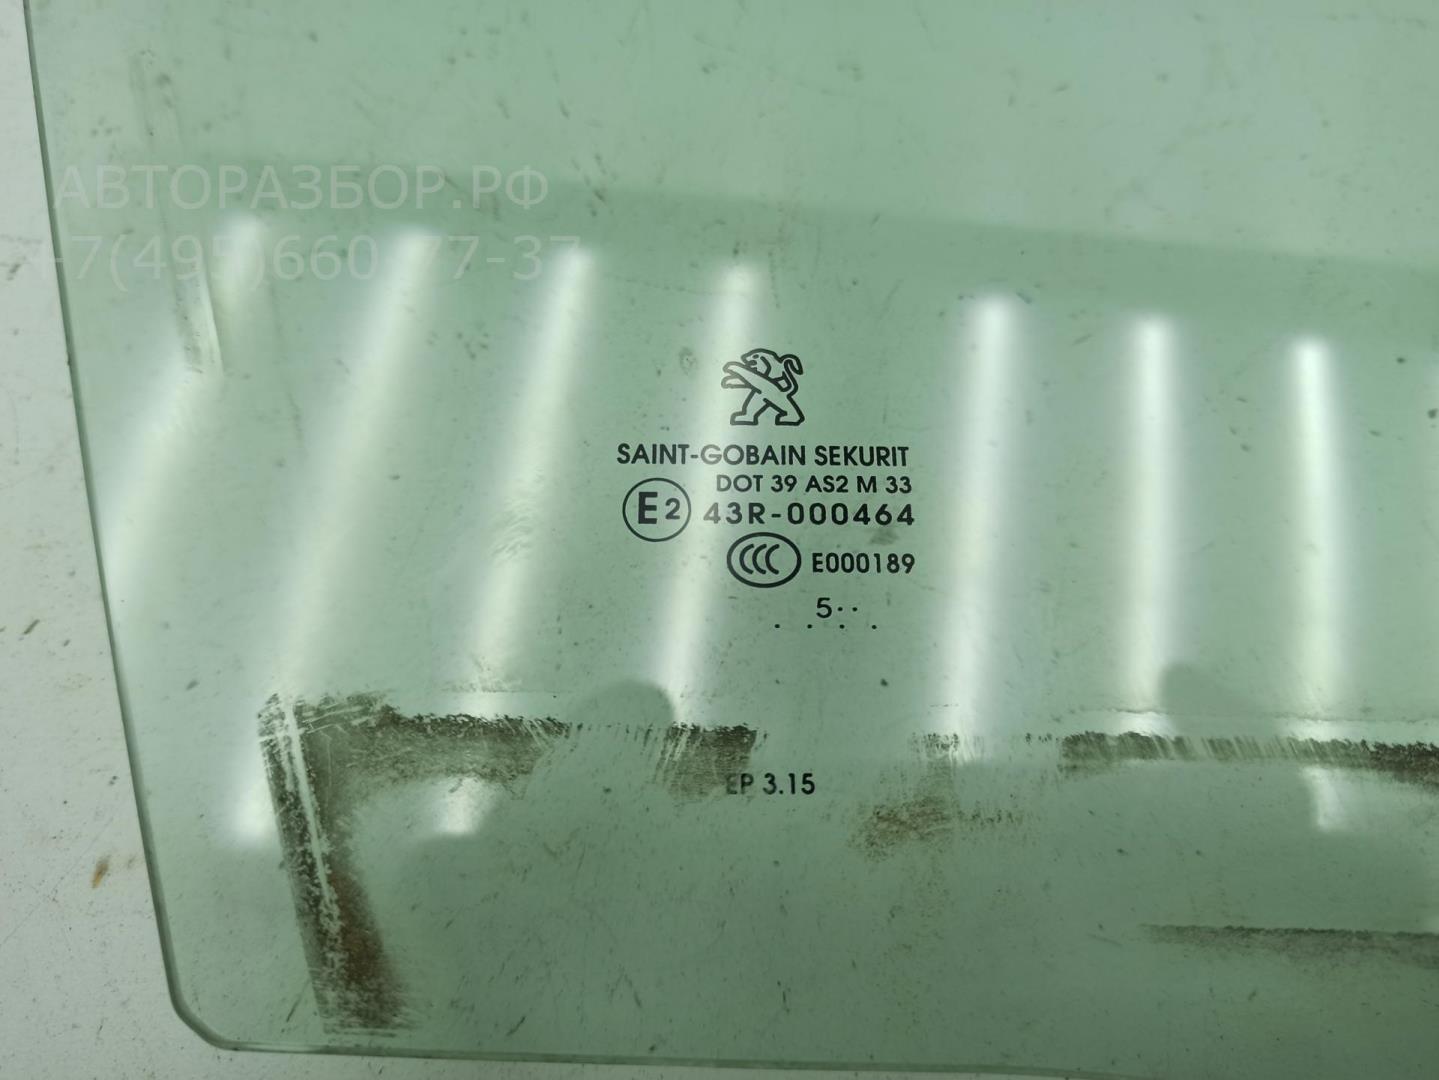 АВТОРАЗБОР.РФ
+7(495)660-77-37
SAINT-GOBAIN SEKURIT
DOT 39 AS2 M 33
E2 43R-000464
CCC E000189
. 5 . .
. . . .
EP 3.15